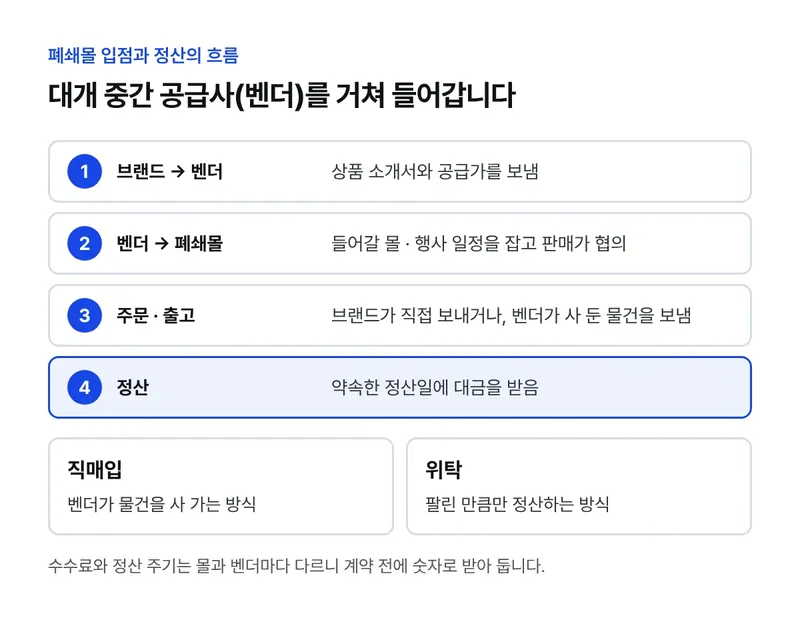 폐쇄몰 입점과 정산의 흐름
대개 중간 공급사(벤더)를 거쳐 들어갑니다
1 브랜드 → 벤더 상품 소개서와 공급가를 보냄
2 벤더 → 폐쇄몰 들어갈 몰 · 행사 일정을 잡고 판매가 협의
3 주문 · 출고 브랜드가 직접 보내거나, 벤더가 사 둔 물건을 보냄
4 정산 약속한 정산일에 대금을 받음
직매입
벤더가 물건을 사 가는 방식
위탁
팔린 만큼만 정산하는 방식
수수료와 정산 주기는 몰과 벤더마다 다르니 계약 전에 숫자로 받아 둡니다.